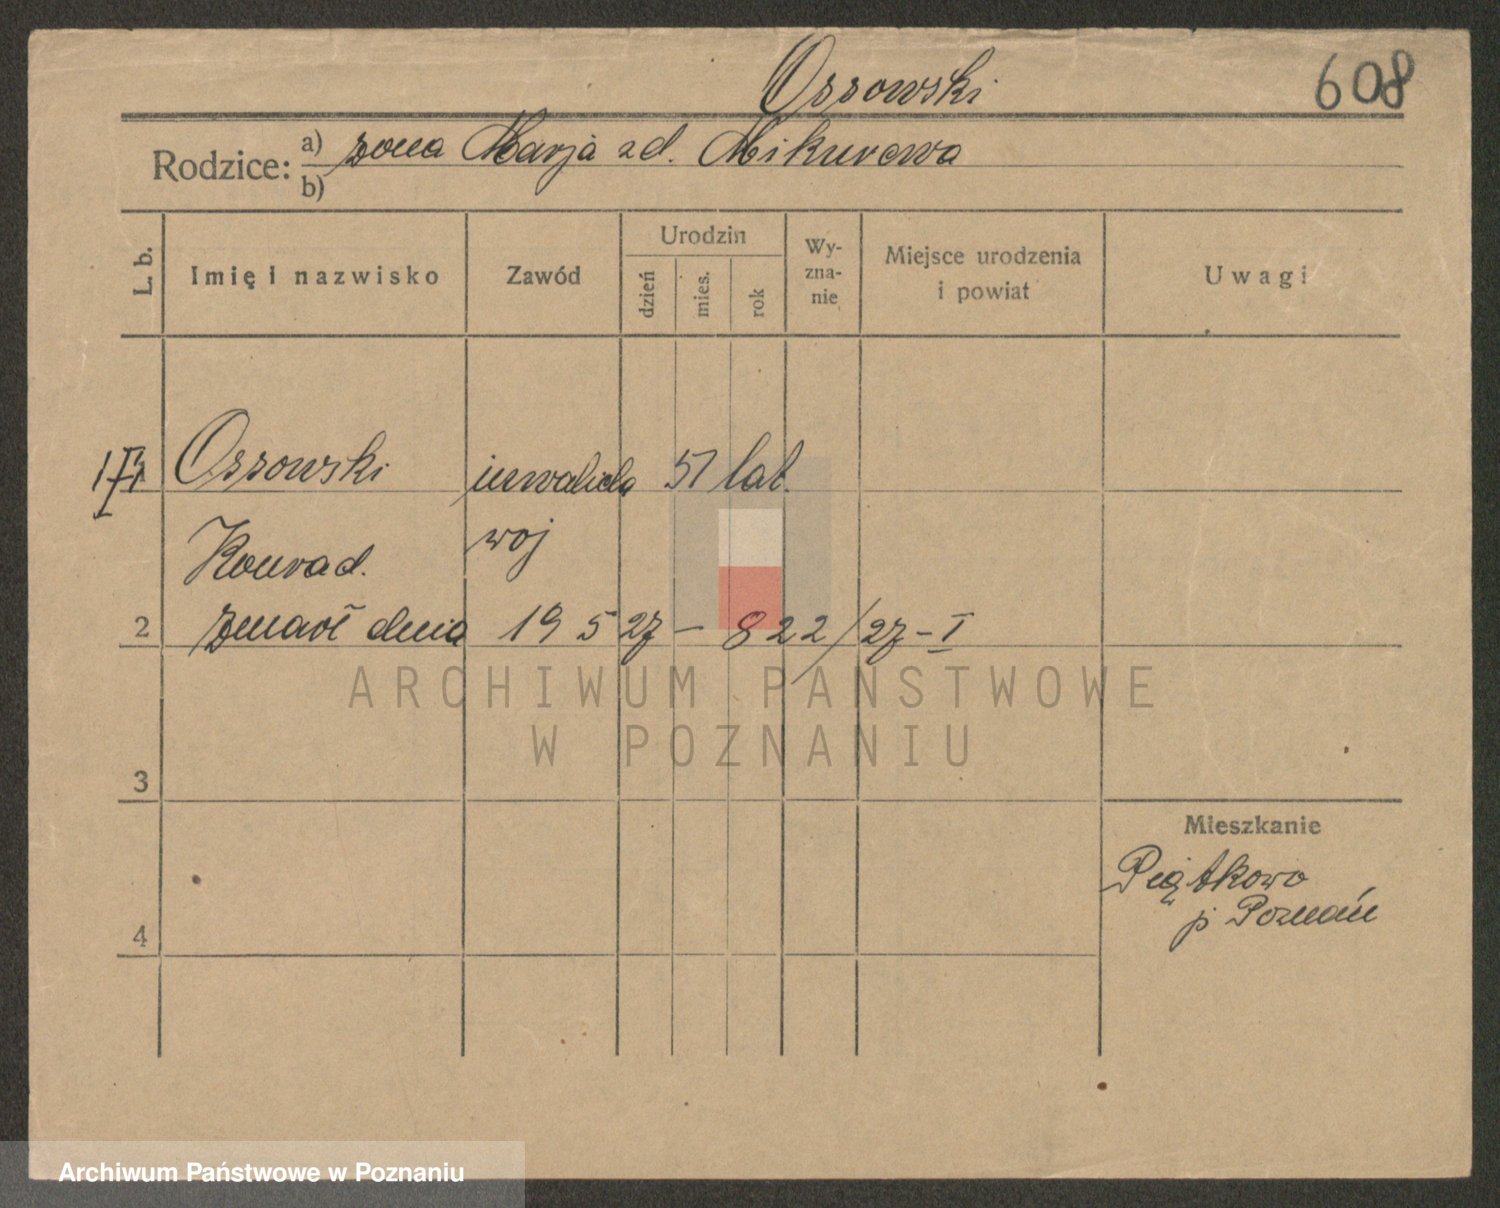 Ossowski 608
Rodzice: a) żona Marja zd.
b)
L. b.
Imię i nazwisko
Zawód
Urodzin
dzień
mies.
rok
Wy-
zna-
nie
Miejsce urodzenia
i powiat
Uwagi
1 Ossowski inwalida 51 lat.
Konrad. woj
2 zmarł dnia 19 5 27 – 822/27 – I
3
4
Mieszkanie
Piątkowo
p Poznań
ARCHIWUM PAŃSTWOWE
W POZNANIU
Archiwum Państwowe w Poznaniu